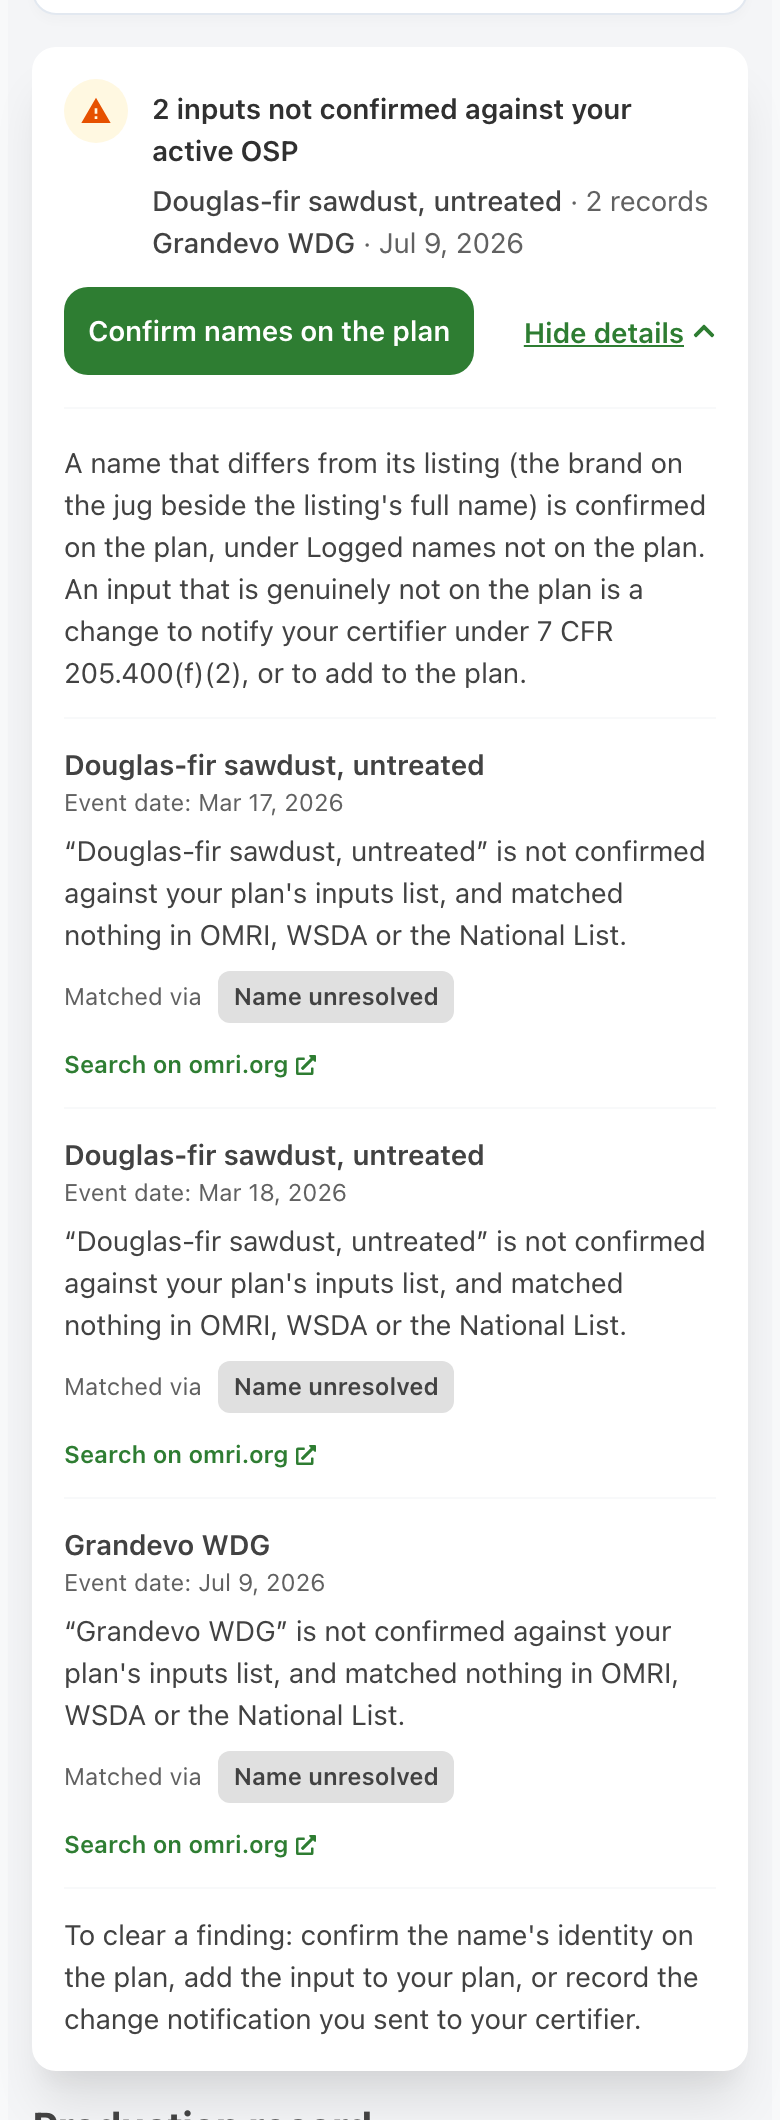 2 inputs not confirmed against your
active OSP
Douglas-fir sawdust, untreated · 2 records
Grandevo WDG · Jul 9, 2026
Confirm names on the plan
Hide details
A name that differs from its listing (the brand on
the jug beside the listing's full name) is confirmed
on the plan, under Logged names not on the plan.
An input that is genuinely not on the plan is a
change to notify your certifier under 7 CFR
205.400(f)(2), or to add to the plan.
Douglas-fir sawdust, untreated
Event date: Mar 17, 2026
“Douglas-fir sawdust, untreated” is not confirmed
against your plan's inputs list, and matched
nothing in OMRI, WSDA or the National List.
Matched via Name unresolved
Search on omri.org
Douglas-fir sawdust, untreated
Event date: Mar 18, 2026
“Douglas-fir sawdust, untreated” is not confirmed
against your plan's inputs list, and matched
nothing in OMRI, WSDA or the National List.
Matched via Name unresolved
Search on omri.org
Grandevo WDG
Event date: Jul 9, 2026
“Grandevo WDG” is not confirmed against your
plan's inputs list, and matched nothing in OMRI,
WSDA or the National List.
Matched via Name unresolved
Search on omri.org
To clear a finding: confirm the name's identity on
the plan, add the input to your plan, or record the
change notification you sent to your certifier.
Production record